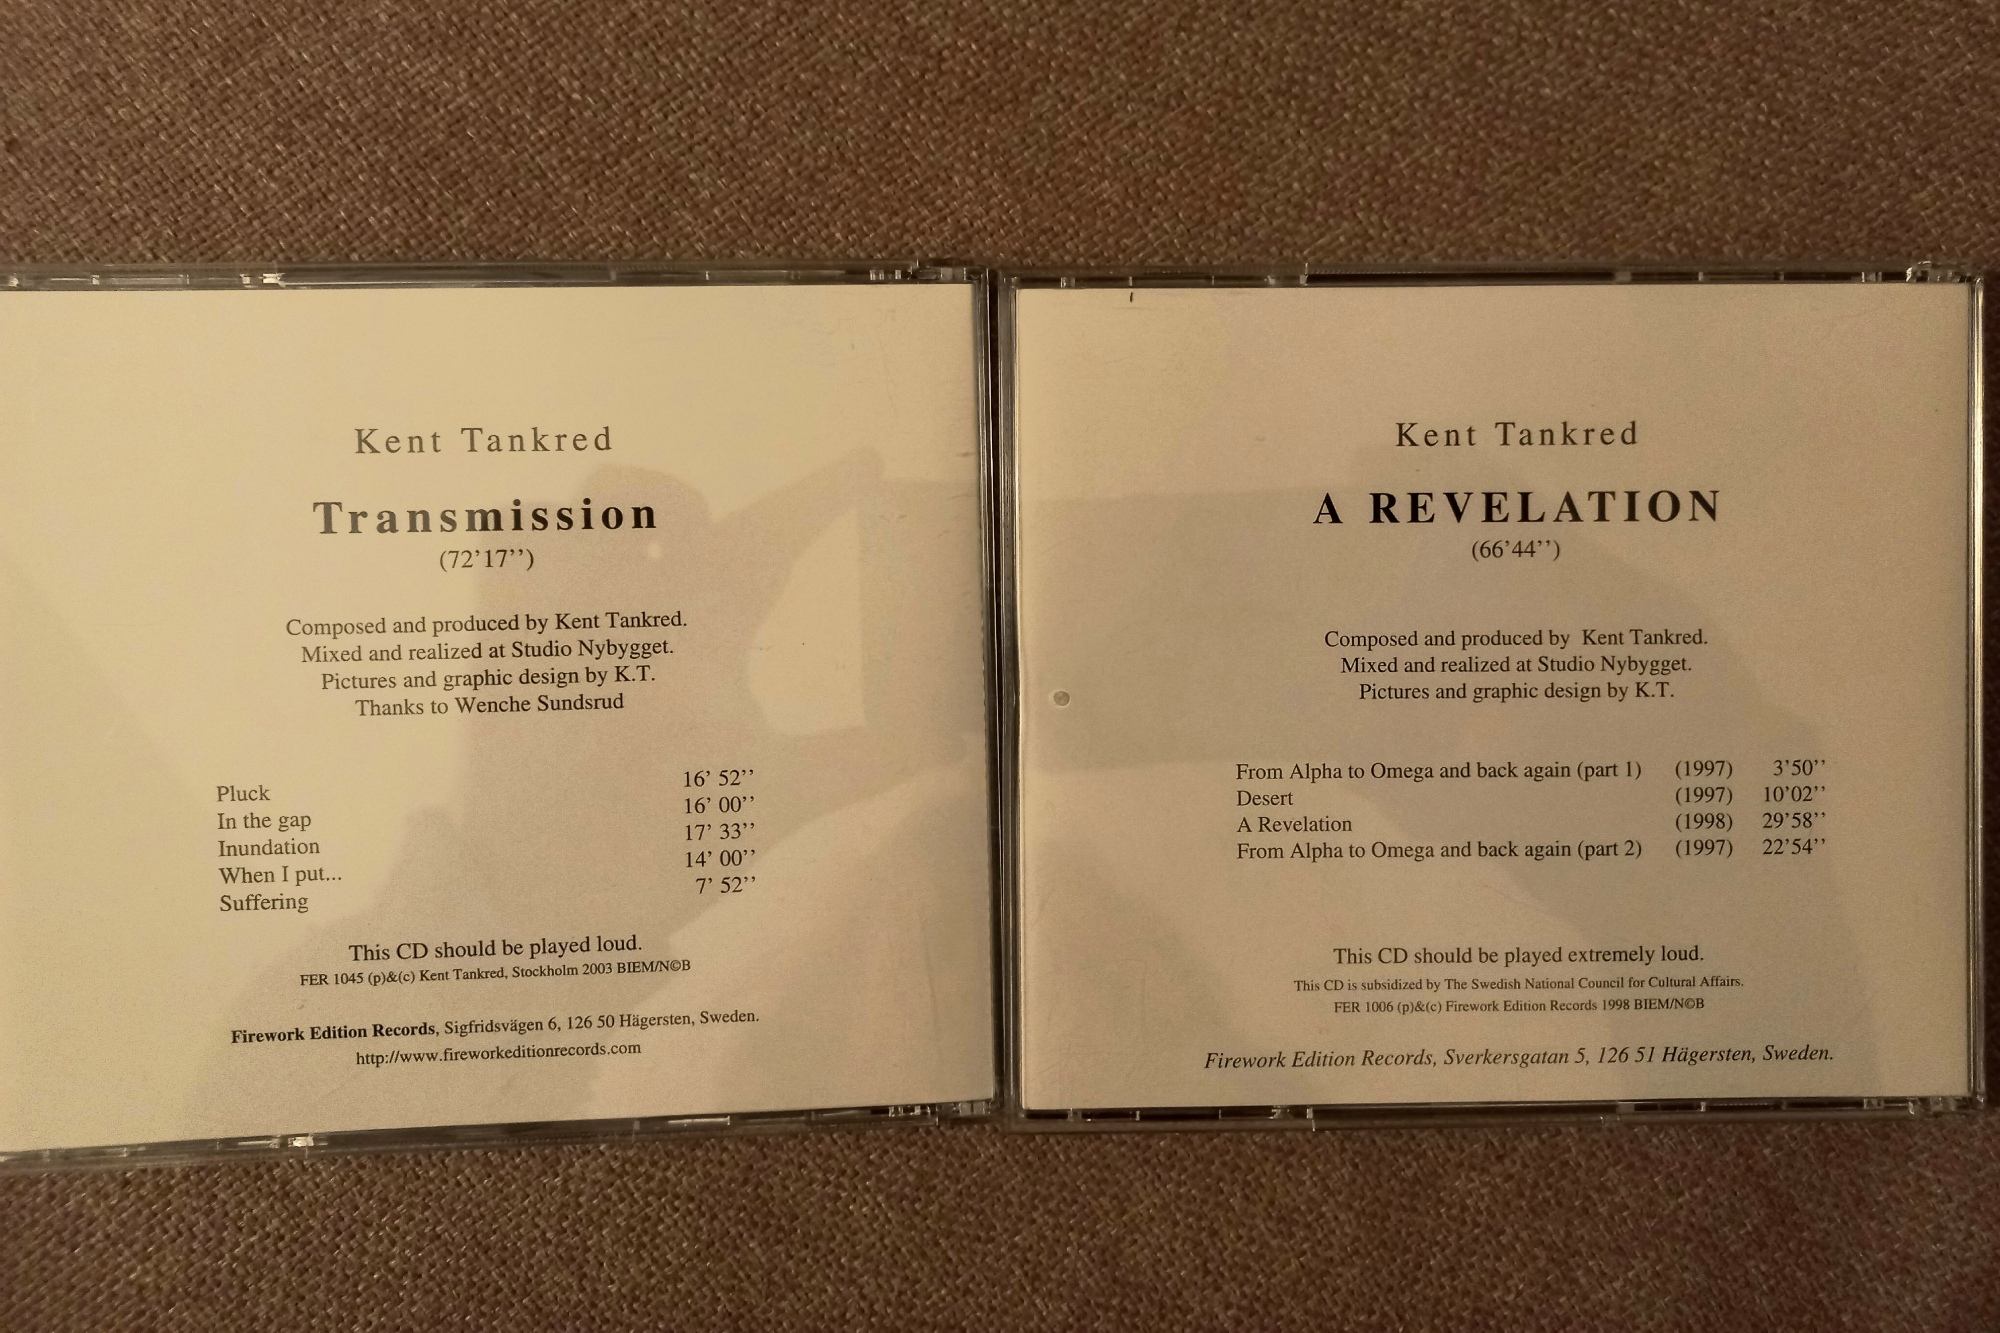 Kent Tankred
Transmission
(72'17'')
Composed and produced by Kent Tankred.
Mixed and realized at Studio Nybygget.
Pictures and graphic design by K.T.
Thanks to Wenche Sundsrud
Pluck 16' 52''
In the gap 16' 00''
Inundation 17' 33''
When I put... 14' 00''
Suffering 7' 52''
This CD should be played loud.
FER 1045 (p)&(c) Kent Tankred, Stockholm 2003 BIEM/N©B
Firework Edition Records, Sigfridsvägen 6, 126 50 Hägersten, Sweden.
http://www.fireworkeditionrecords.com
Kent Tankred
A REVELATION
(66'44'')
Composed and produced by Kent Tankred.
Mixed and realized at Studio Nybygget.
Pictures and graphic design by K.T.
From Alpha to Omega and back again (part 1) (1997) 3'50''
Desert (1997) 10'02''
A Revelation (1998) 29'58''
From Alpha to Omega and back again (part 2) (1997) 22'54''
This CD should be played extremely loud.
This CD is subsidized by The Swedish National Council for Cultural Affairs.
FER 1006 (p)&(c) Firework Edition Records 1998 BIEM/N©B
Firework Edition Records, Sverkersgatan 5, 126 51 Hägersten, Sweden.